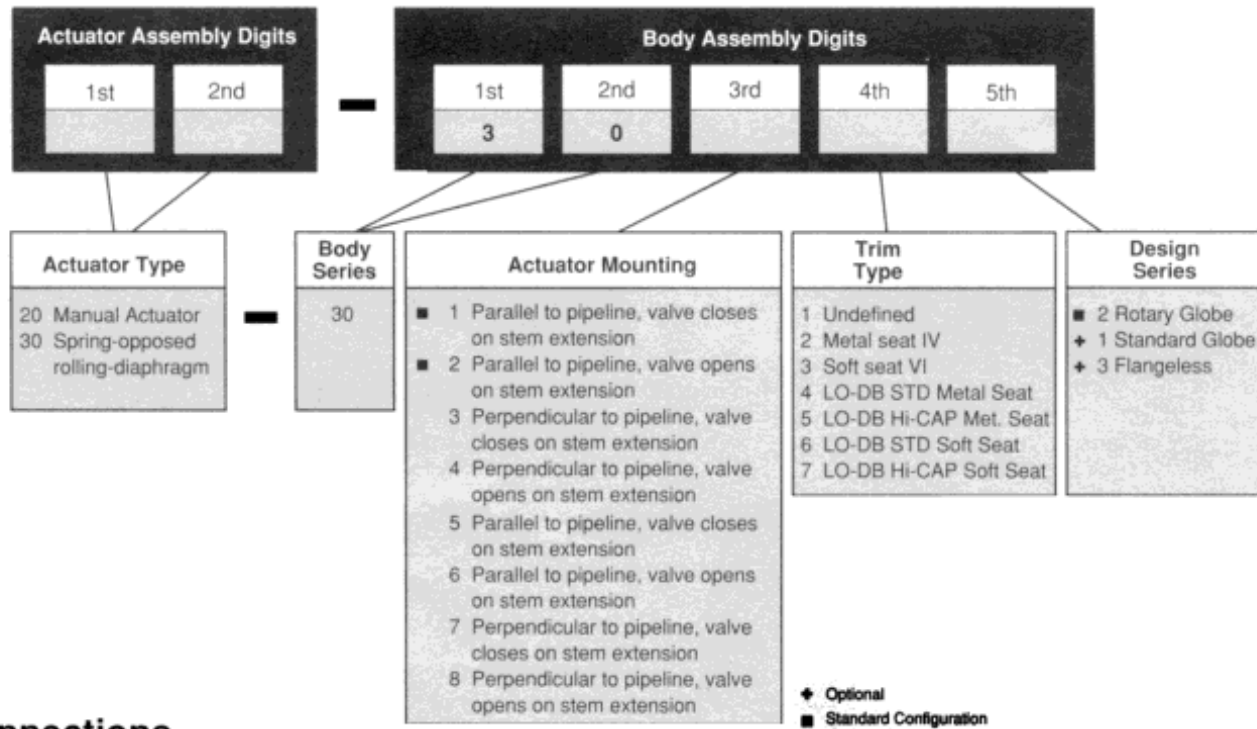 Actuator Assembly Digits
Body Assembly Digits
1st
2nd
1st
2nd
3rd
4th
5th
3
0
Actuator Type
20 Manual Actuator
30 Spring-opposed
rolling-diaphragm
Body
Series
30
Actuator Mounting
■ 1 Parallel to pipeline, valve closes
on stem extension
■ 2 Parallel to pipeline, valve opens
on stem extension
3 Perpendicular to pipeline, valve
closes on stem extension
4 Perpendicular to pipeline, valve
opens on stem extension
5 Parallel to pipeline, valve closes
on stem extension
6 Parallel to pipeline, valve opens
on stem extension
7 Perpendicular to pipeline, valve
closes on stem extension
8 Perpendicular to pipeline, valve
opens on stem extension
Trim
Type
1 Undefined
2 Metal seat IV
3 Soft seat VI
4 LO-DB STD Metal Seat
5 LO-DB Hi-CAP Met. Seat
6 LO-DB STD Soft Seat
7 LO-DB Hi-CAP Soft Seat
Design
Series
■ 2 Rotary Globe
✚ 1 Standard Globe
✚ 3 Flangeless
✚ Optional
■ Standard Configuration